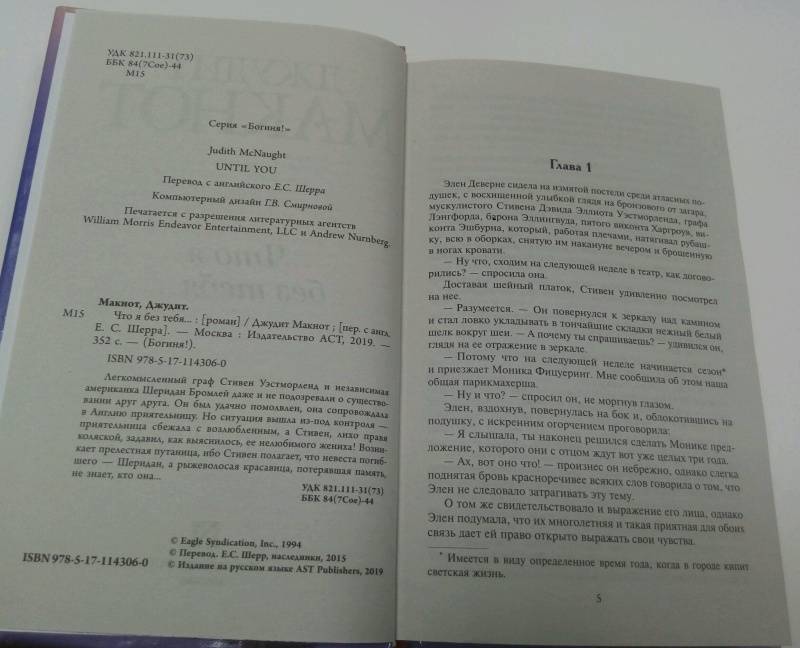 УДК 821.111-31(73)
ББК 84(7Сое)-44
М15
Серия «Богиня!»
Judith McNaught
UNTIL YOU
Перевод с английского Е.С. Шерра
Компьютерный дизайн Г.В. Смирновой
Печатается с разрешения литературных агентств
William Morris Endeavor Entertainment, LLC и Andrew Nurnberg.
Макнот, Джудит.
М15 Что я без тебя... : [роман] / Джудит Макнот ; [пер. с англ.
Е. С. Шерра]. — Москва : Издательство АСТ, 2019. —
352 с. — (Богиня!).
ISBN 978-5-17-114306-0
Легкомысленный граф Стивен Уэстморленд и независимая
американка Шеридан Бромлей даже и не подозревали о существо-
вании друг друга. Он был удачно помолвлен, она сопровождала
в Англию приятельницу. Но ситуация вышла из-под контроля —
приятельница сбежала с возлюбленным, а Стивен, лихо правя
коляской, задавил, как выяснилось, ее нелюбимого жениха! Возни-
кает прелестная путаница, ибо Стивен полагает, что невеста погиб-
шего — Шеридан, а рыжеволосая красавица, потерявшая память,
не знает, кто она...
УДК 821.111-31(73)
ББК 84(7Сое)-44
© Eagle Syndication, Inc., 1994
© Перевод. Е.С. Шерр, наследники, 2015
ISBN 978-5-17-114306-0 © Издание на русском языке AST Publishers, 2019
Глава 1
Элен Деверне сидела на измятой постели среди атласных по-
душек, с восхищенной улыбкой глядя на бронзового от загара,
мускулистого Стивена Дэвида Эллиота Уэстморленда, графа
Лэнгфорда, барона Эллингвуда, пятого виконта Харгроув, ви-
конта Эшбурна, который, работая плечами, натягивал рубаш-
ку, всю в оборках, снятую им накануне вечером и брошенную
в ногах кровати.
— Ну что, сходим на следующей неделе в театр, как догово-
рились? — спросила она.
Доставая шейный платок, Стивен удивленно посмотрел
на нее.
— Разумеется. — Он повернулся к зеркалу над камином
и стал ловко укладывать в тончайшие складки нежный белый
шелк вокруг шеи. — А почему ты спрашиваешь? — удивился он,
глядя на ее отражение в зеркале.
— Потому что на следующей неделе начинается сезон*
и приезжает Моника Фицуеринг. Мне сообщила об этом наша
общая парикмахерша.
— Ну и что? — спросил он, не моргнув глазом.
Элен, вздохнув, повернулась на бок и, облокотившись на
подушку, с искренним огорчением проговорила:
— Я слышала, ты наконец решился сделать Монике пред-
ложение, которого они с отцом ждут вот уже целых три года.
— Ах, вот оно что! — произнес он небрежно, однако слегка
поднятая бровь красноречивее всяких слов говорила о том, что
Элен не следовало затрагивать эту тему.
О том же свидетельствовало и выражение его лица, однако
Элен подумала, что их многолетняя и такая приятная для обоих
связь дает ей право открыто выражать свои чувства.
* Имеется в виду определенное время года, когда в городе кипит
светская жизнь.
5